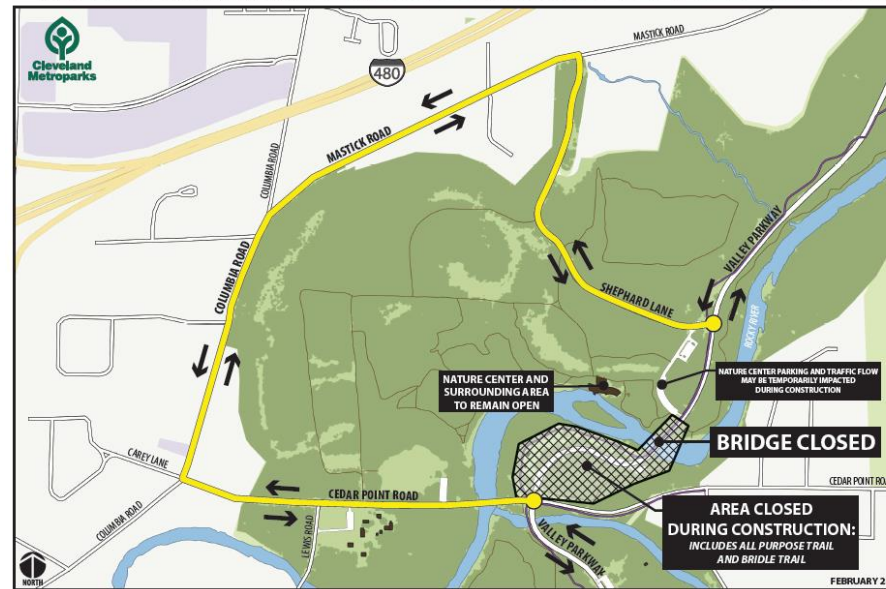 Cleveland
Metroparks
480
MASTICK ROAD
MASTICK ROAD
COLUMBIA ROAD
COLUMBIA ROAD
VALLEY PARKWAY
SHEPHARD LANE
ROCKY RIVER
NATURE CENTER AND
SURROUNDING AREA
TO REMAIN OPEN
NATURE CENTER PARKING AND TRAFFIC FLOW
MAY BE TEMPORARILY IMPACTED
DURING CONSTRUCTION
BRIDGE CLOSED
CAREY LANE
COLUMBIA ROAD
CEDAR POINT ROAD
CEDAR POINT
LEWIS ROAD
VALLEY PARKWAY
AREA CLOSED
DURING CONSTRUCTION:
INCLUDES ALL PURPOSE TRAIL
AND BRIDLE TRAIL
NORTH
FEBRUARY